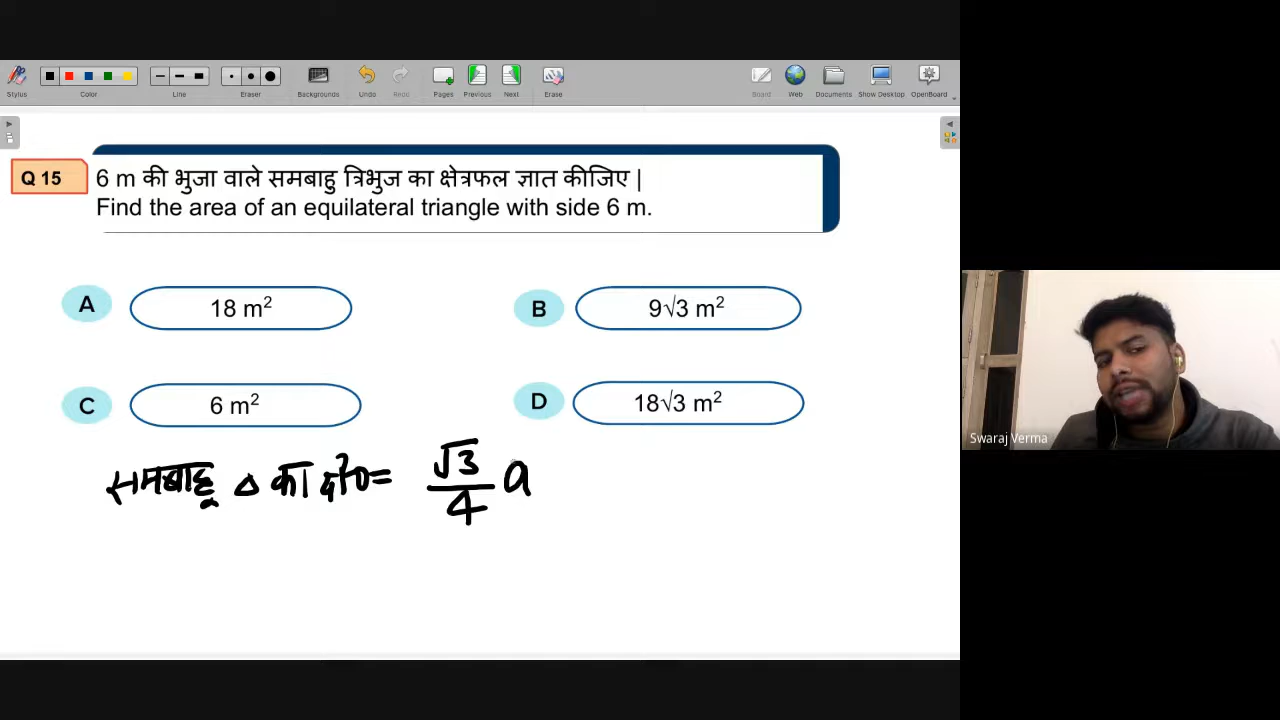 Stylus Color Line Eraser Backgrounds Undo Redo Pages Previous Next Erase Board Web Documents Show Desktop OpenBoard
Q 15
6 m की भुजा वाले समबाहु त्रिभुज का क्षेत्रफल ज्ञात कीजिए |
Find the area of an equilateral triangle with side 6 m.
A 18 m²
B 9√3 m²
C 6 m²
D 18√3 m²
समबाहू △ का क्षे० = √3/4 a
Swaraj Verma